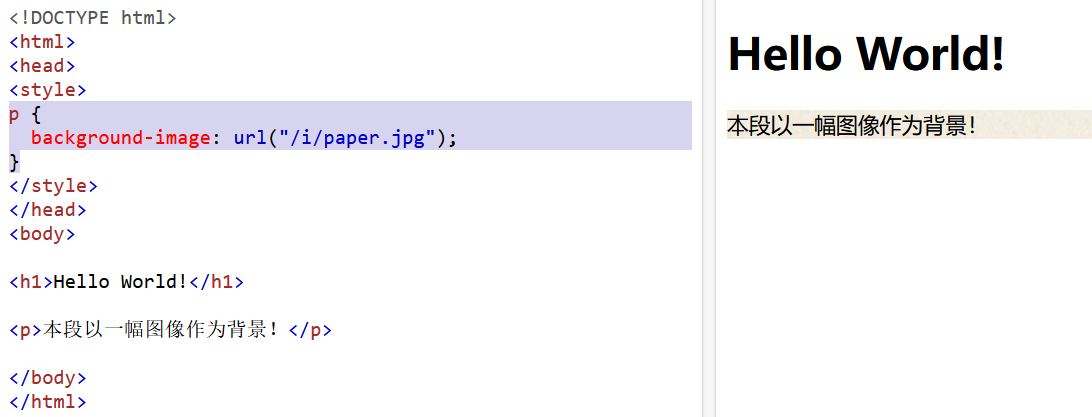 <!DOCTYPE html>
<html>
<head>
<style>
p {
  background-image: url("/i/paper.jpg");
}
</style>
</head>
<body>
<h1>Hello World!</h1>
<p>本段以一幅图像作为背景！</p>
</body>
</html>
Hello World!
本段以一幅图像作为背景！